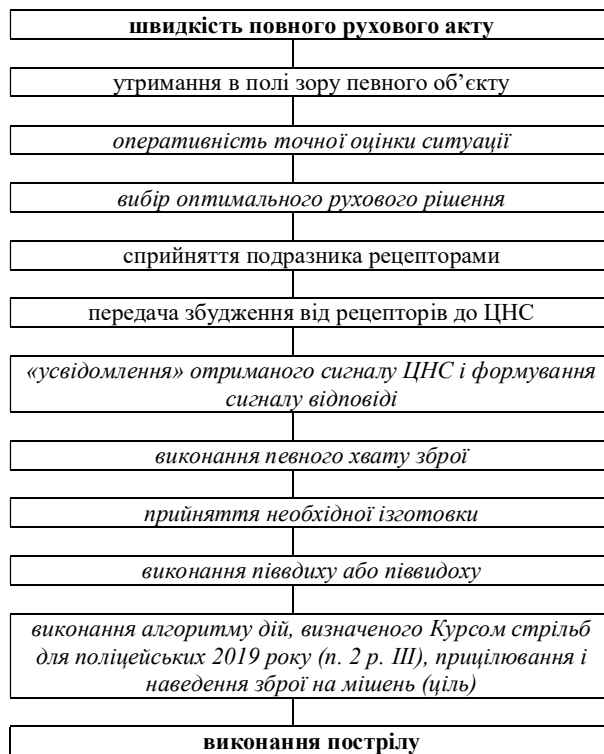 швидкість повного рухового акту
утримання в полі зору певного об’єкту
оперативність точної оцінки ситуації
вибір оптимального рухового рішення
сприйняття подразника рецепторами
передача збудження від рецепторів до ЦНС
«усвідомлення» отриманого сигналу ЦНС і формування
сигналу відповіді
виконання певного хвату зброї
прийняття необхідної ізготовки
виконання піввдиху або піввидоху
виконання алгоритму дій, визначеного Курсом стрільб
для поліцейських 2019 року (п. 2 р. ІІІ), прицілювання і
наведення зброї на мішень (ціль)
виконання пострілу